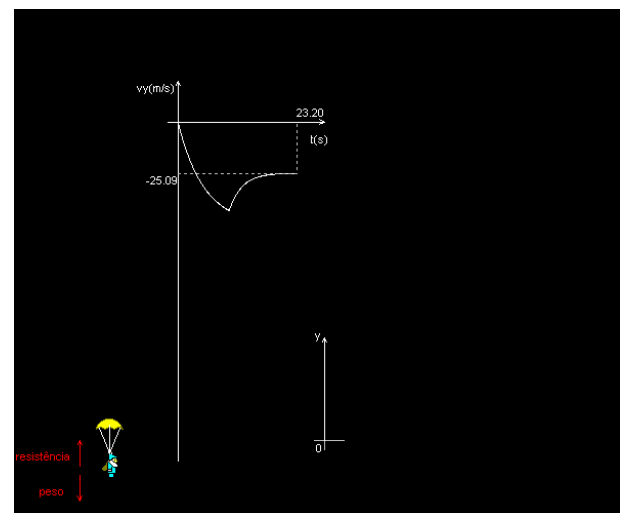 vy(m/s)
23.20
t(s)
-25.09
y
0
resistência
peso